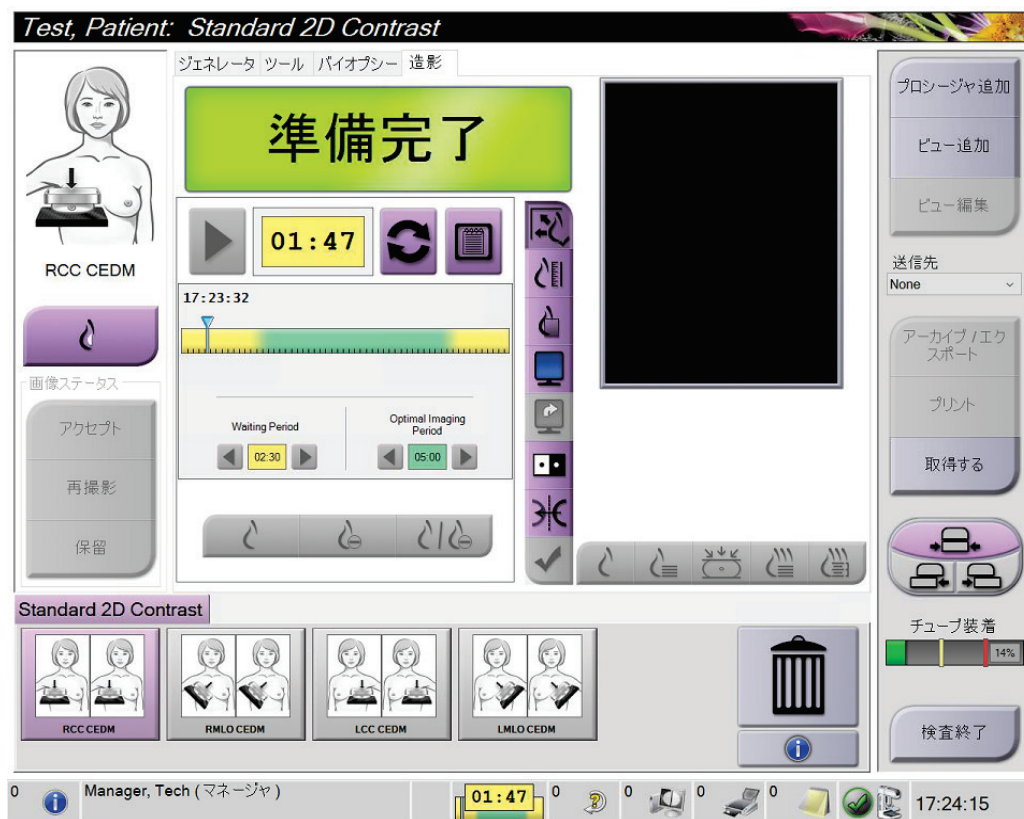 Test, Patient:  Standard 2D Contrast
ジェネレータ ツール バイオプシー 造影
準備完了
RCC CEDM
01:47
17:23:32
Waiting Period
02:30
Optimal Imaging
Period
05:00
画像ステータス
アクセプト
再撮影
保留
プロシージャ追加
ビュー追加
ビュー編集
送信先
None
アーカイブ / エク
スポート
プリント
取得する
チューブ装着
14%
検査終了
Standard 2D Contrast
RCC CEDM
RMLO CEDM
LCC CEDM
LMLO CEDM
0
Manager, Tech (マネージャ)
01:47
0
0
0
0
17:24:15